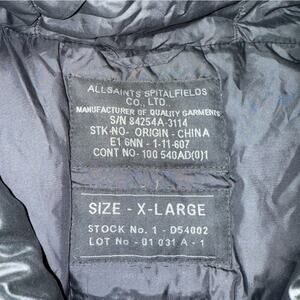 ALLSAINTS SPITALFIELDS
CO., LTD.
MANUFACTURER OF QUALITY GARMENTS
S/N 84254A-3114
STK-NO- ORIGIN - CHINA
E1 6NN - 1-11-607
CONT NO- 100 540AD(0)1
SIZE - X-LARGE
STOCK No. 1 - D54002
LOT No - 01 031 A - 1